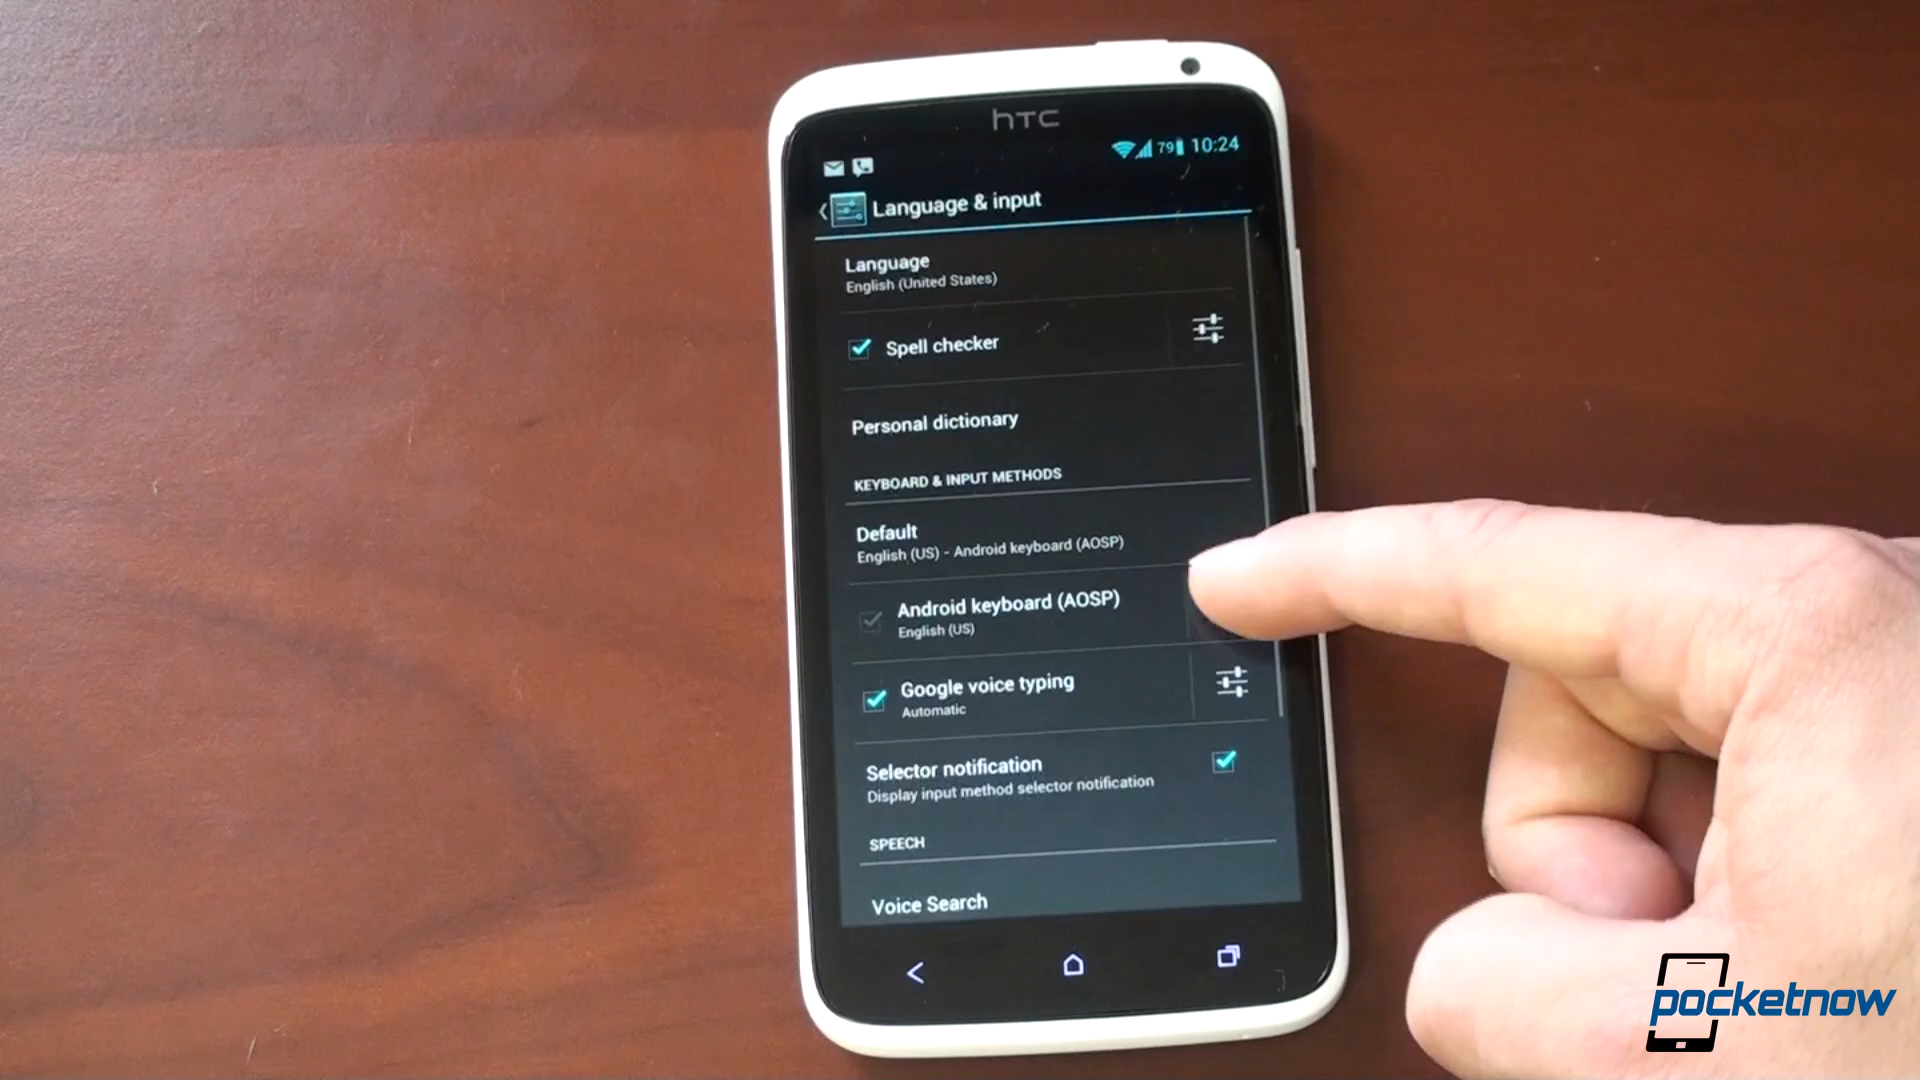 hTC
79 10:24
Language & input
Language
English (United States)
Spell checker
Personal dictionary
KEYBOARD & INPUT METHODS
Default
English (US) - Android keyboard (AOSP)
Android keyboard (AOSP)
English (US)
Google voice typing
Automatic
Selector notification
Display input method selector notification
SPEECH
Voice Search
pocketnow